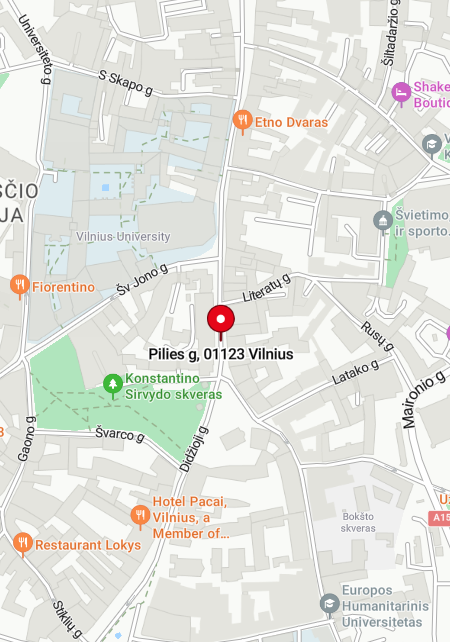 Universiteto g
Šiltadaržio g
S Skapo g
Shake
Boutiq
Etno Dvaras
V
K
ŠČIO
JA
Švietimo
ir sporto...
Vilnius University
Šv Jono g
Fiorentino
Literatų g
Rusų g
Pilies g, 01123 Vilnius
Konstantino
Sirvydo skveras
Latako g
Maironio g
3
Gaono g
Švarco g
Didžioji g
Hotel Pacai,
Vilnius, a
Member of...
U
A15
Bokšto
skveras
Restaurant Lokys
Stiklių g
Europos
Humanitarinis
Universitetas